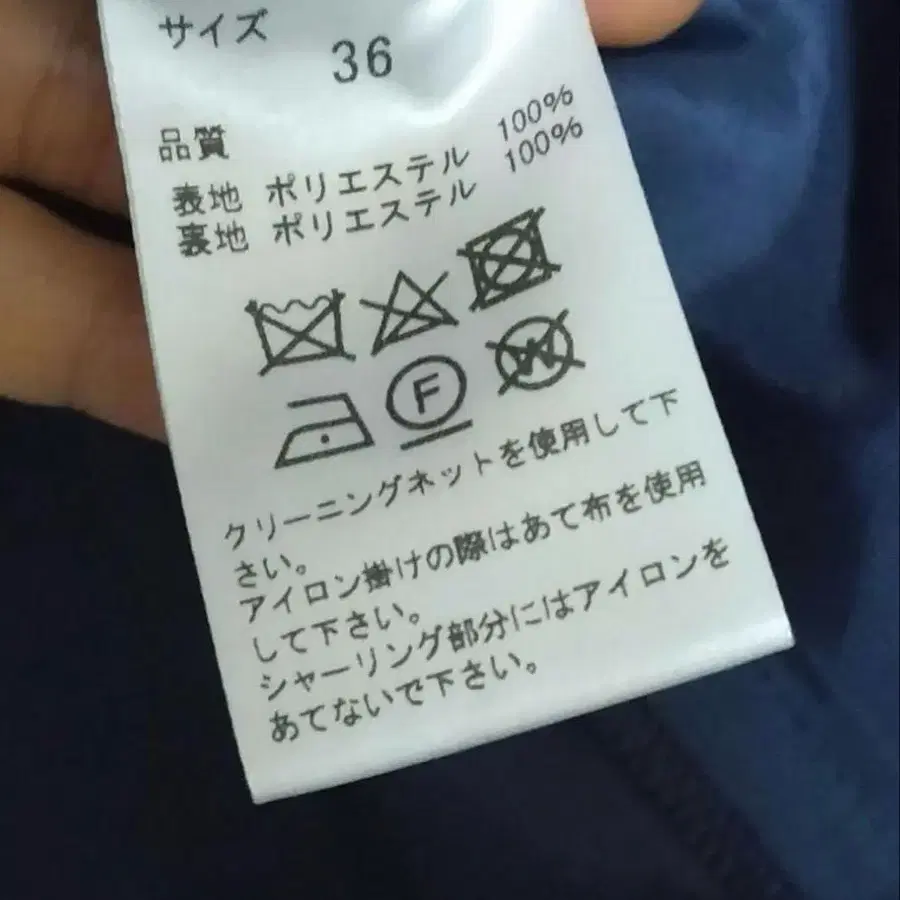 サイズ 36
品質
表地 ポリエステル 100%
裏地 ポリエステル 100%
F W
クリーニングネットを使用して下
さい。
アイロン掛けの際はあて布を使用
して下さい。
シャーリング部分にはアイロンを
あてないで下さい。